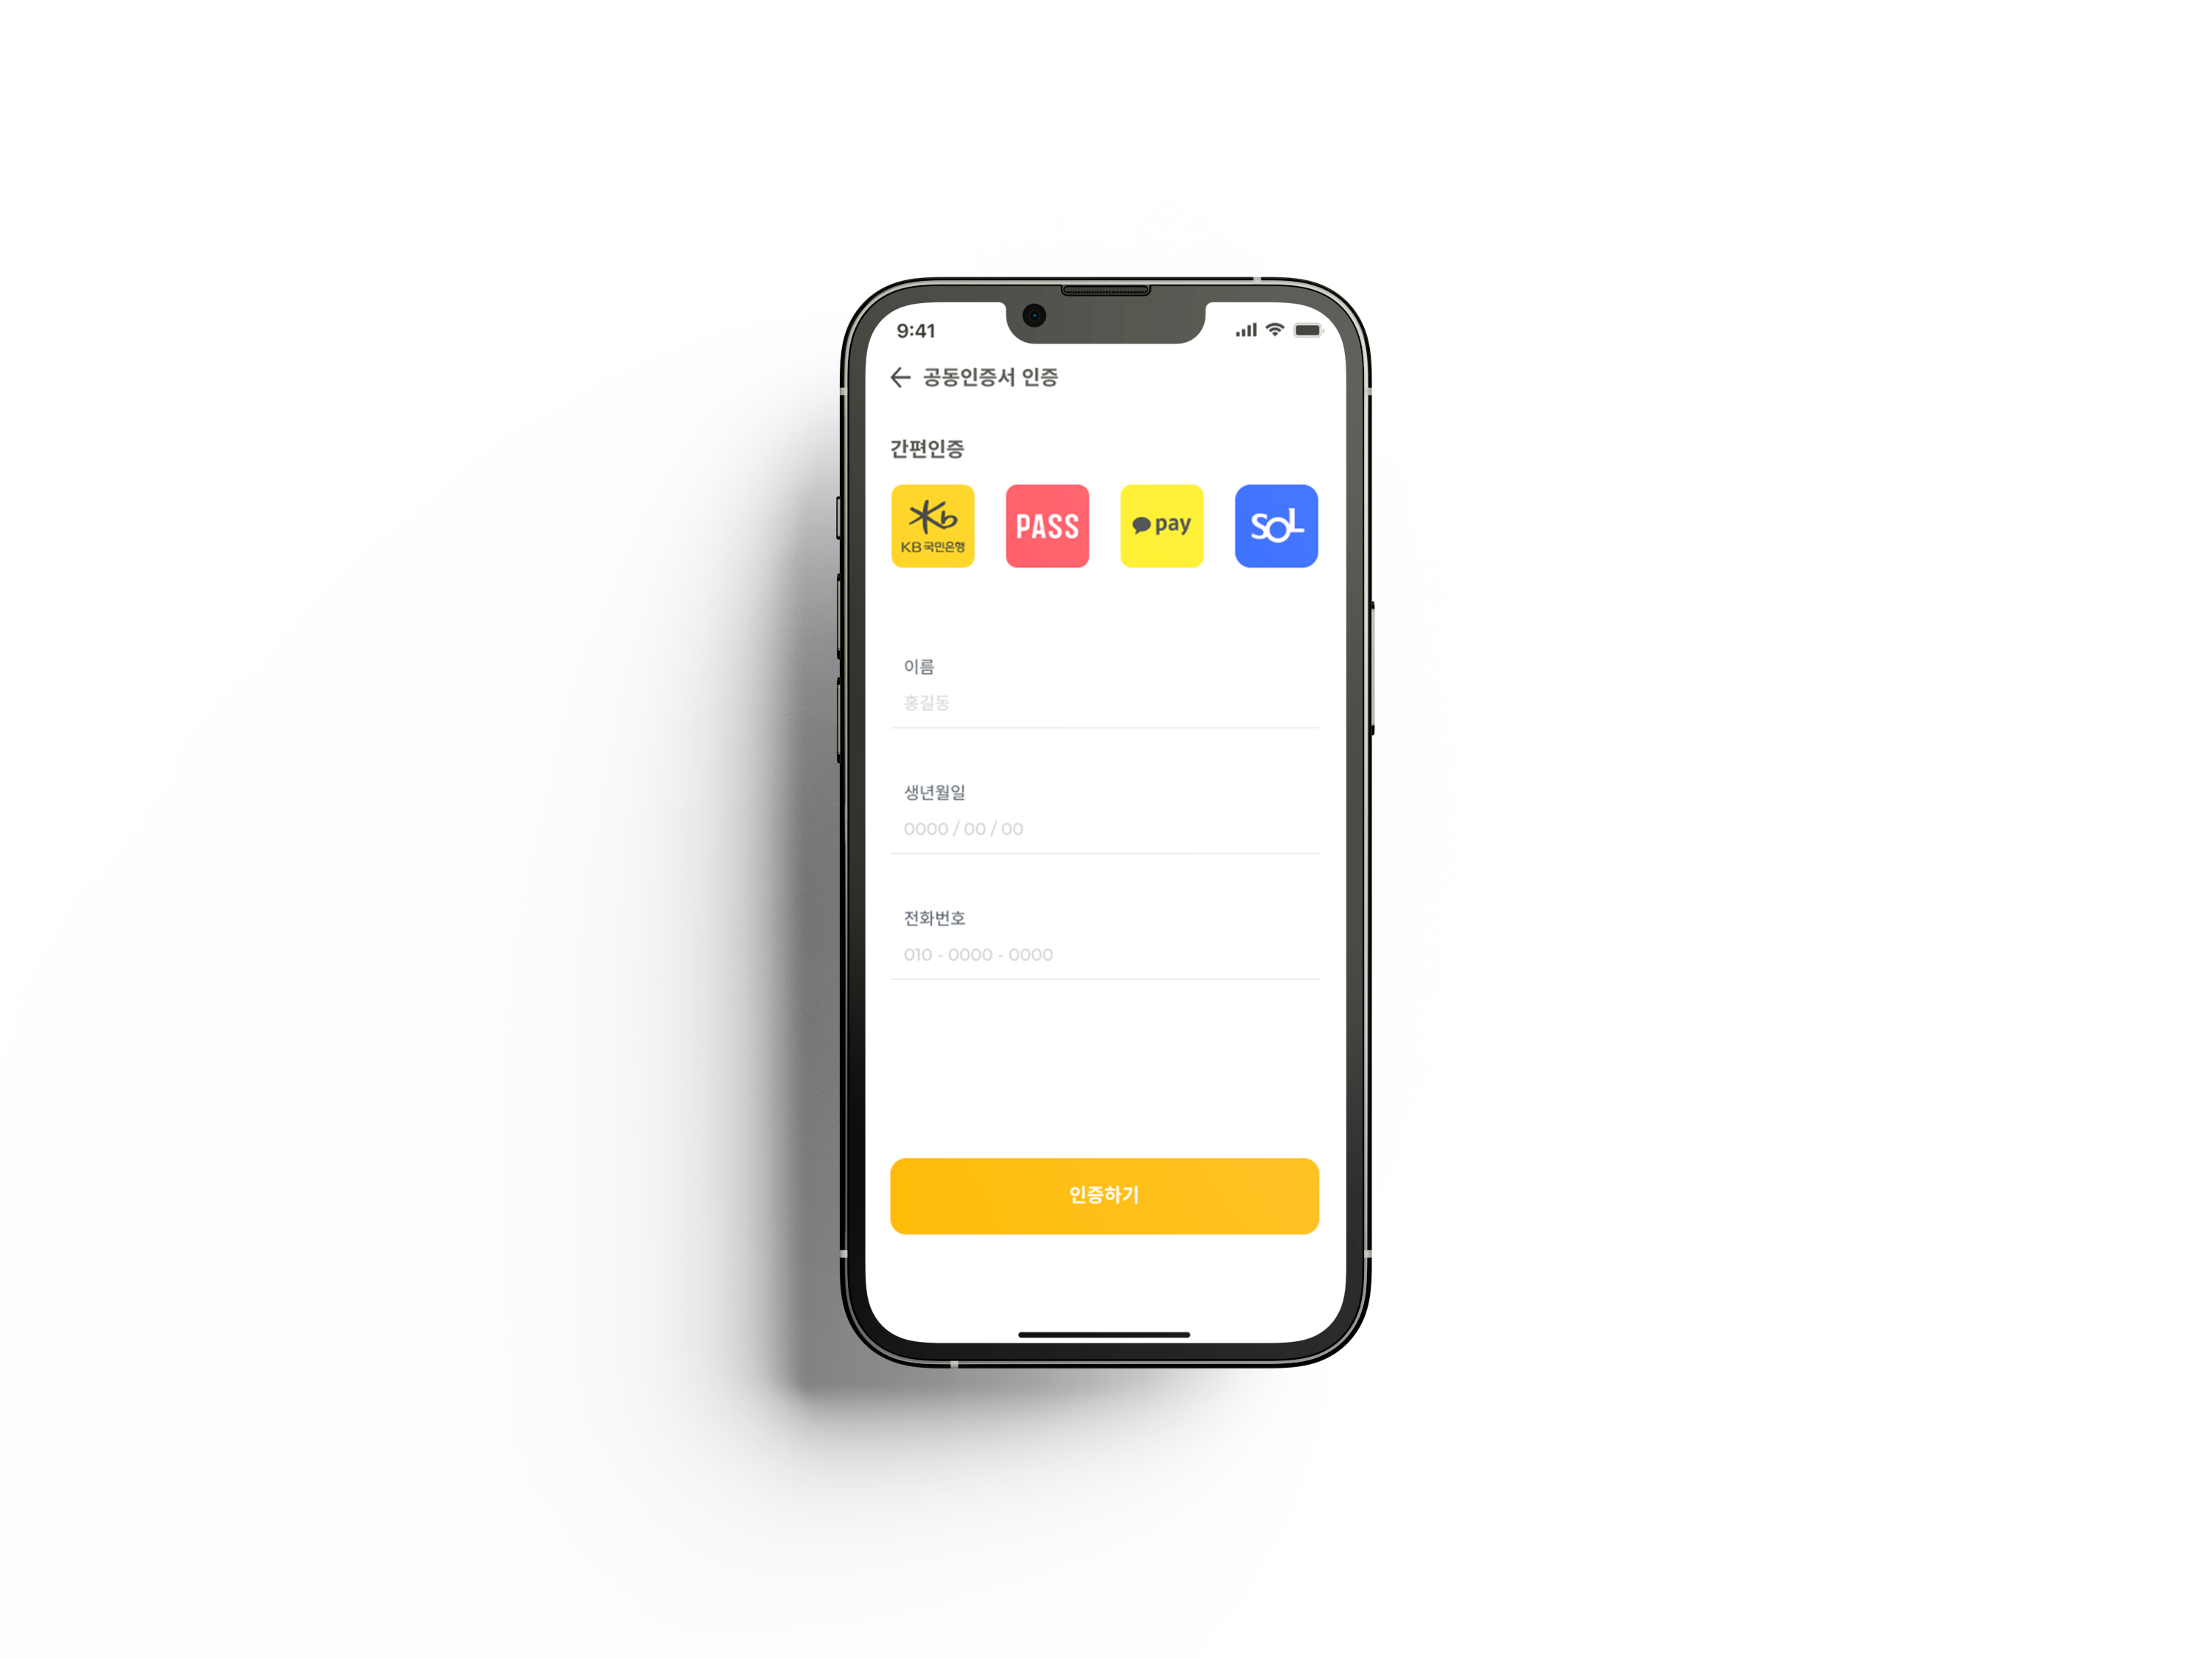 9:41
공동인증서 인증
간편인증
Kb
KB국민은행
PASS
pay
SOL
이름
홍길동
생년월일
0000 / 00 / 00
전화번호
010 - 0000 - 0000
인증하기